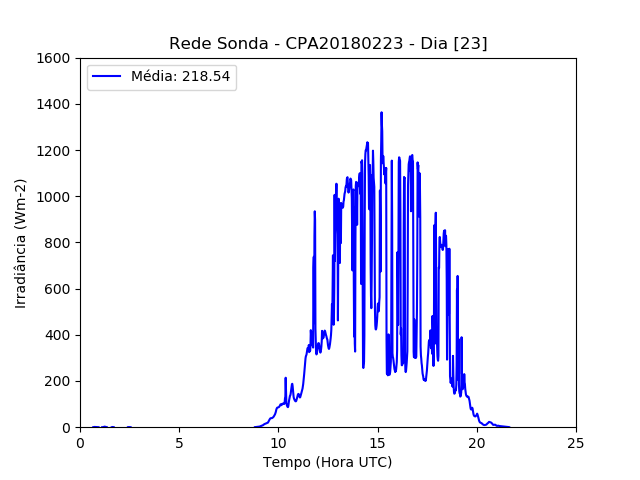 Rede Sonda - CPA20180223 - Dia [23]
Média: 218.54
Irradiância (Wm-2)
1600
1400
1200
1000
800
600
400
200
0
0 5 10 15 20 25
Tempo (Hora UTC)